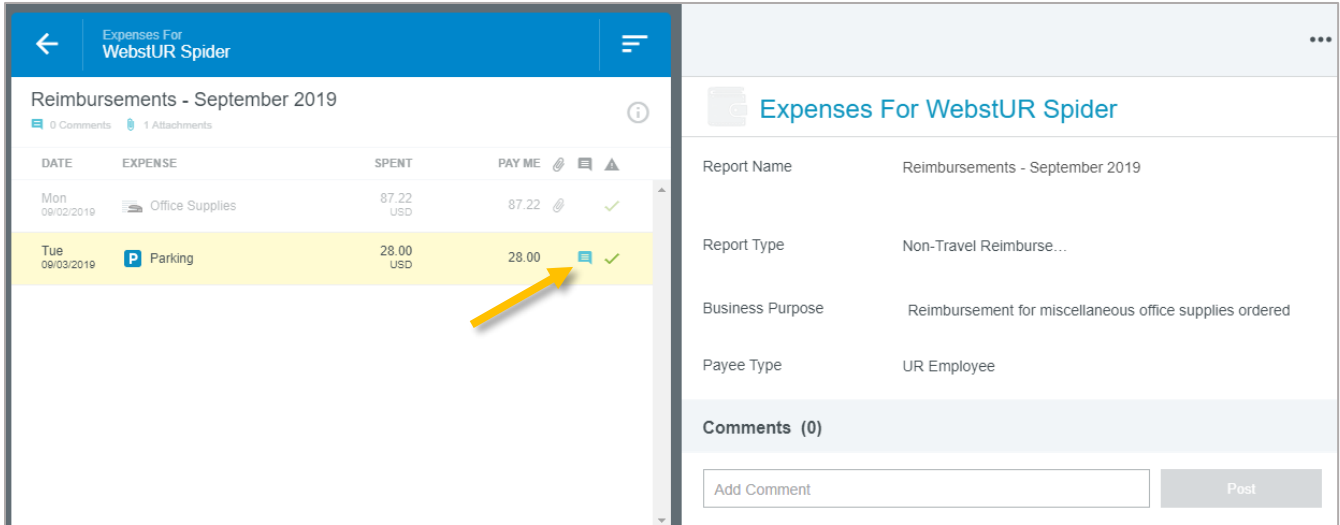 Expenses For
WebstUR Spider
Reimbursements - September 2019
0 Comments 1 Attachments
DATE EXPENSE SPENT PAY ME
Mon
09/02/2019
Office Supplies
87.22
USD
87.22
Tue
09/03/2019
P Parking
28.00
USD
28.00
Expenses For WebstUR Spider
Report Name Reimbursements - September 2019
Report Type Non-Travel Reimburse...
Business Purpose Reimbursement for miscellaneous office supplies ordered
Payee Type UR Employee
Comments (0)
Add Comment Post